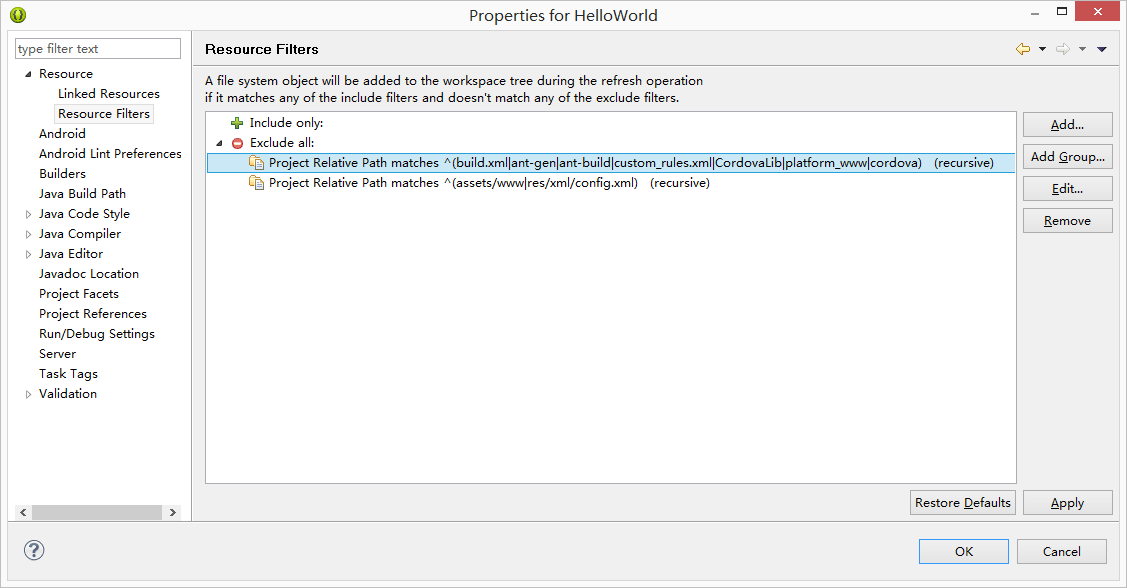 Properties for HelloWorld
type filter text
Resource
Linked Resources
Resource Filters
Android
Android Lint Preferences
Builders
Java Build Path
Java Code Style
Java Compiler
Java Editor
Javadoc Location
Project Facets
Project References
Run/Debug Settings
Server
Task Tags
Validation
Resource Filters
A file system object will be added to the workspace tree during the refresh operation
if it matches any of the include filters and doesn't match any of the exclude filters.
Include only:
Exclude all:
Project Relative Path matches ^(build.xml|ant-gen|ant-build|custom_rules.xml|CordovaLib|platform_www|cordova) (recursive)
Project Relative Path matches ^(assets/www|res/xml/config.xml) (recursive)
Add...
Add Group...
Edit...
Remove
Restore Defaults
Apply
?
OK
Cancel